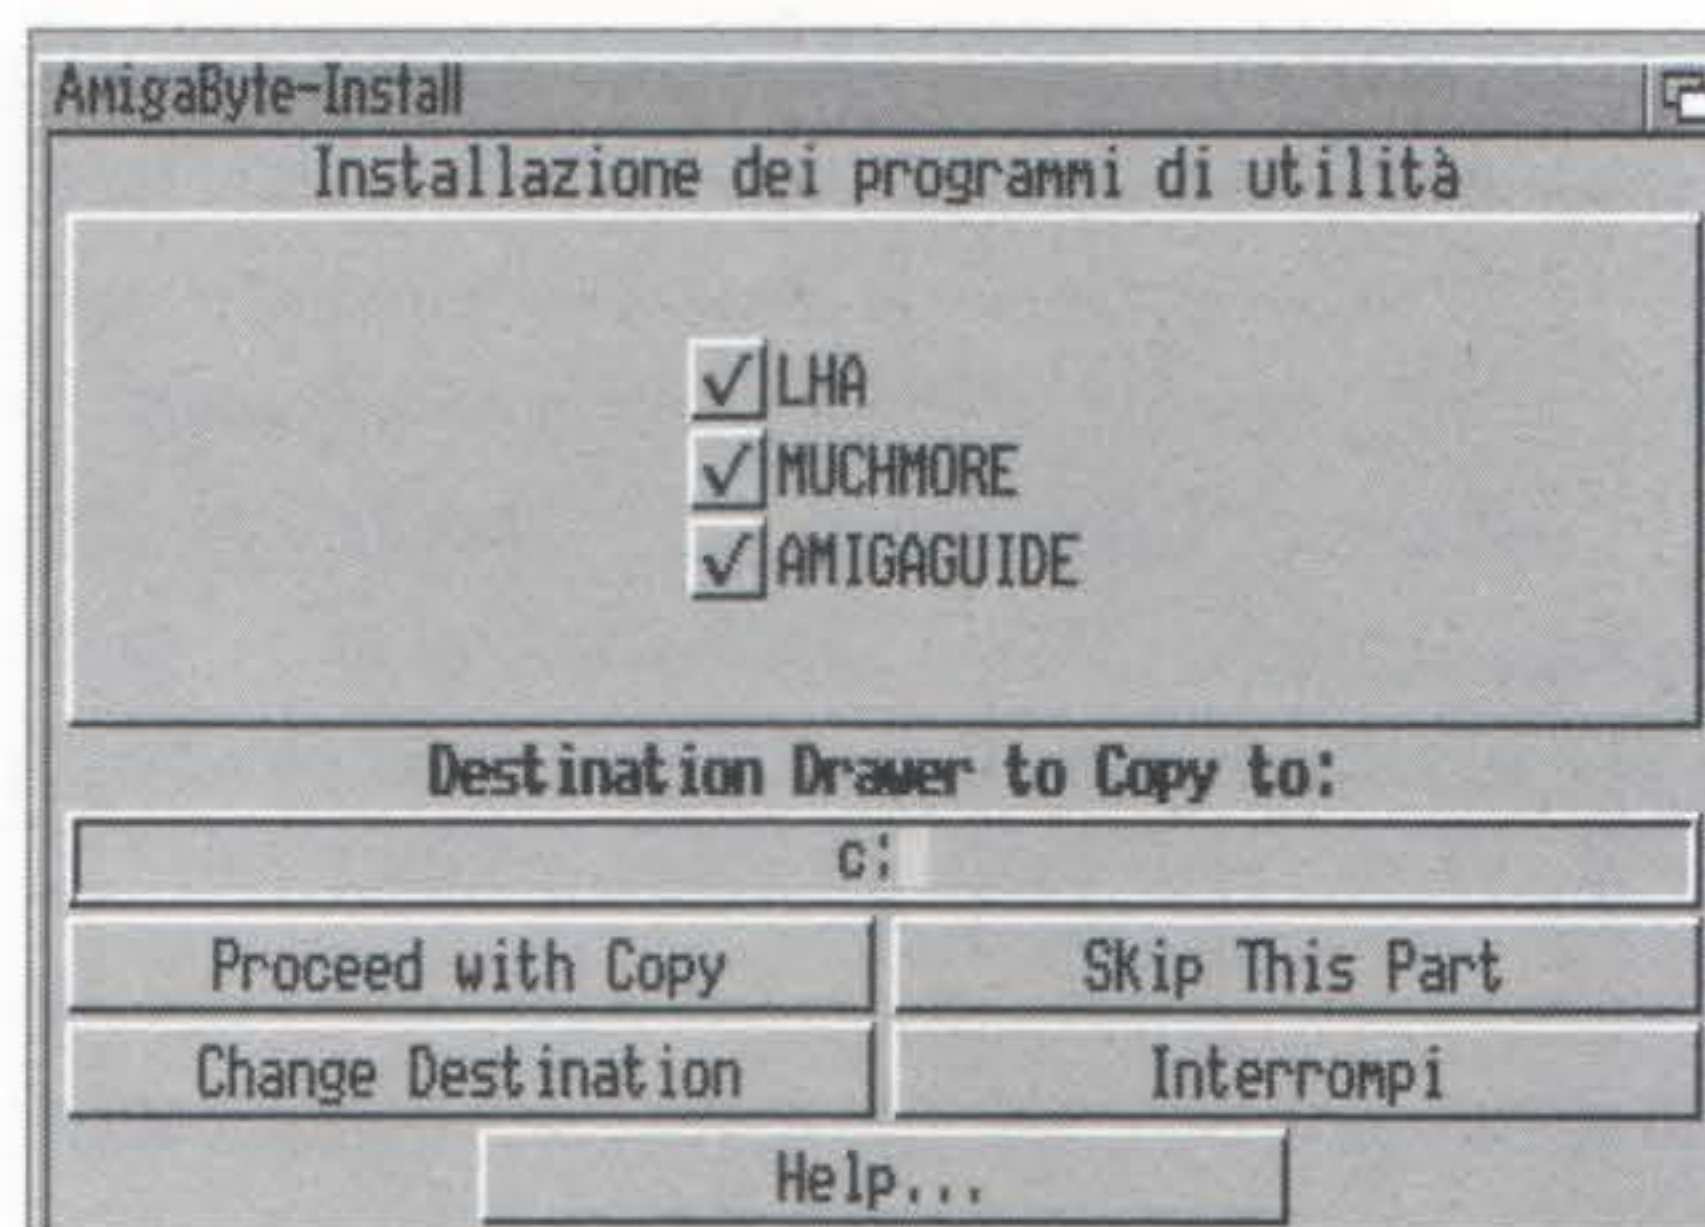 AmigaByte-Install
Installazione dei programmi di utilità
LHA
MUCHMORE
AMIGAGUIDE
Destination Drawer to Copy to:
c:
Proceed with Copy Skip This Part
Change Destination Interrompi
Help...